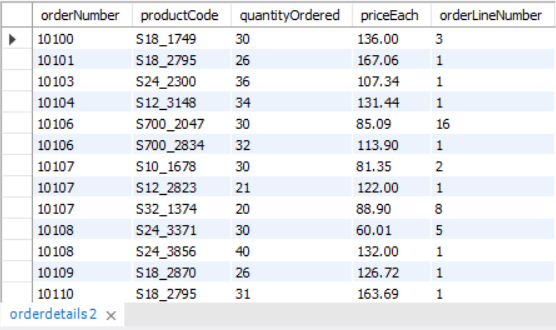 orderNumber productCode quantityOrdered priceEach orderLineNumber
10100 S18_1749 30 136.00 3
10101 S18_2795 26 167.06 1
10103 S24_2300 36 107.34 1
10104 S12_3148 34 131.44 1
10106 S700_2047 30 85.09 16
10106 S700_2834 32 113.90 1
10107 S10_1678 30 81.35 2
10107 S12_2823 21 122.00 1
10107 S32_1374 20 88.90 8
10108 S24_3371 30 60.01 5
10108 S24_3856 40 132.00 1
10109 S18_2870 26 126.72 1
10110 S18_2795 31 163.69 1
orderdetails2 ×